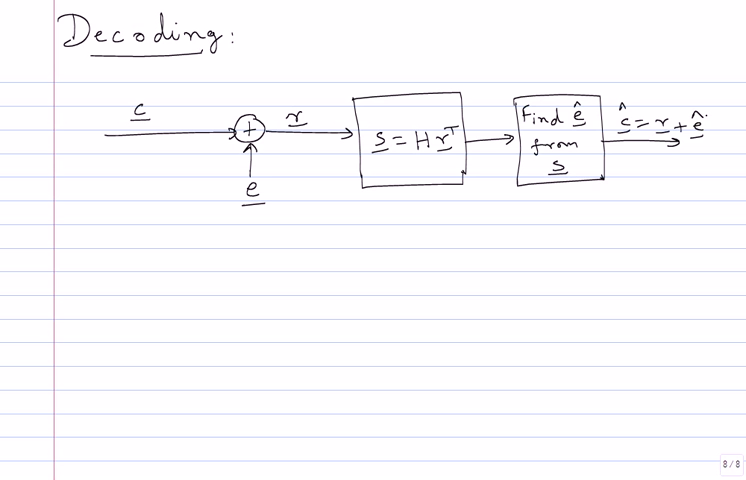 Decoding:
c
r
e
s = H r^T
Find ê
from
s
ĉ = r + ê
8 / 8